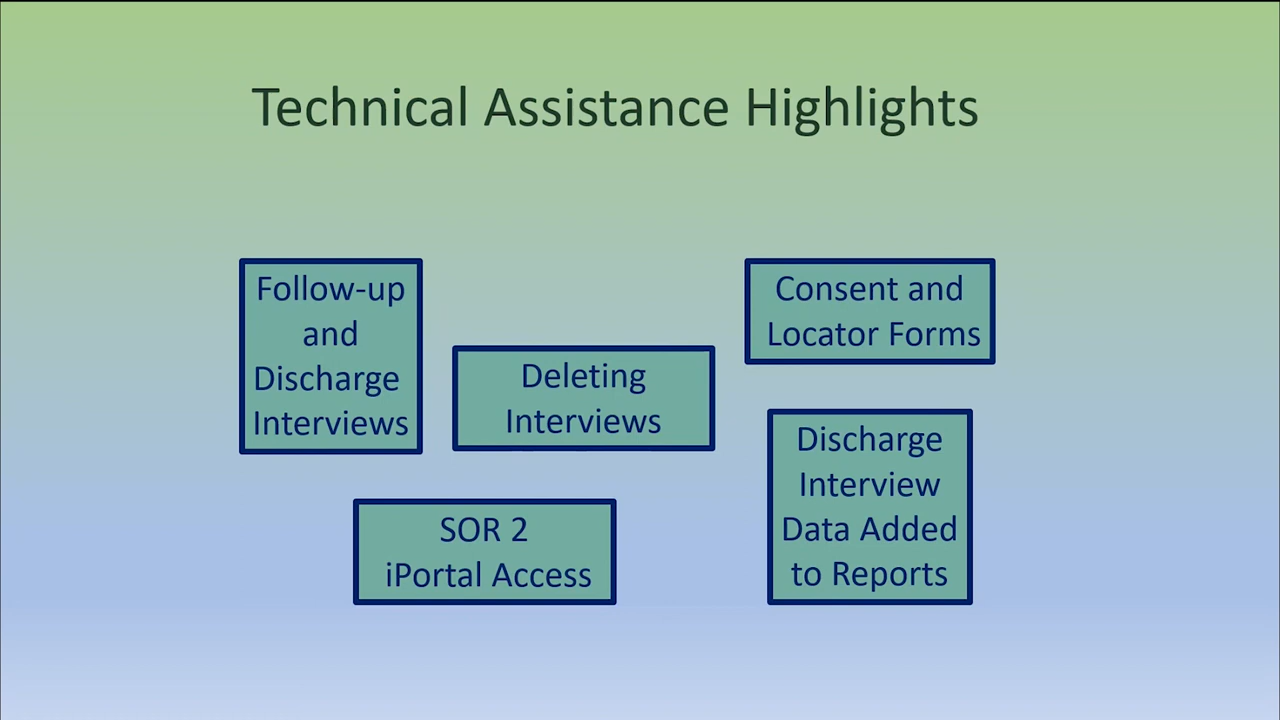 Technical Assistance Highlights
Follow-up
and
Discharge
Interviews
Deleting
Interviews
Consent and
Locator Forms
SOR 2
iPortal Access
Discharge
Interview
Data Added
to Reports